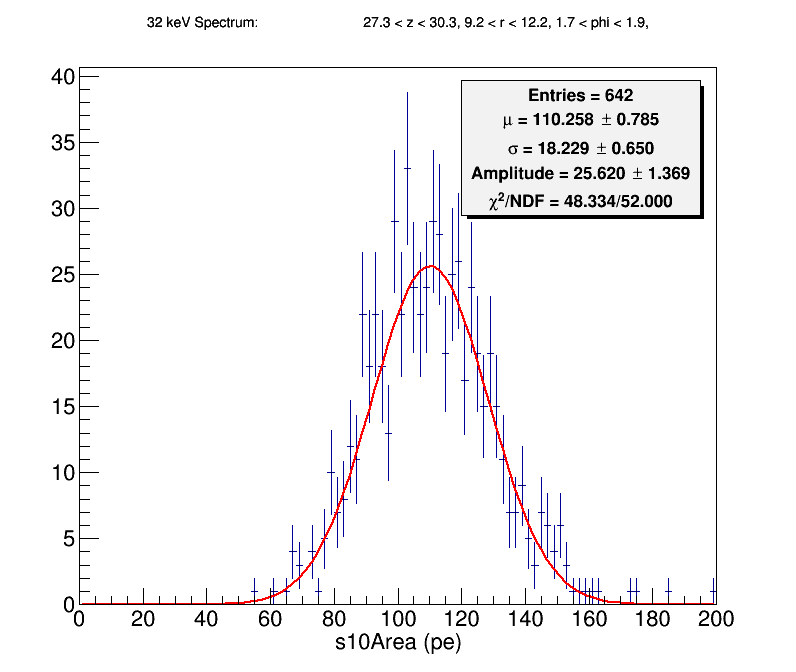 32 keV Spectrum: 27.3 < z < 30.3, 9.2 < r < 12.2, 1.7 < phi < 1.9,
Entries = 642
μ = 110.258 ± 0.785
σ = 18.229 ± 0.650
Amplitude = 25.620 ± 1.369
χ²/NDF = 48.334/52.000
40
35
30
25
20
15
10
5
0
0 20 40 60 80 100 120 140 160 180 200
s10Area (pe)